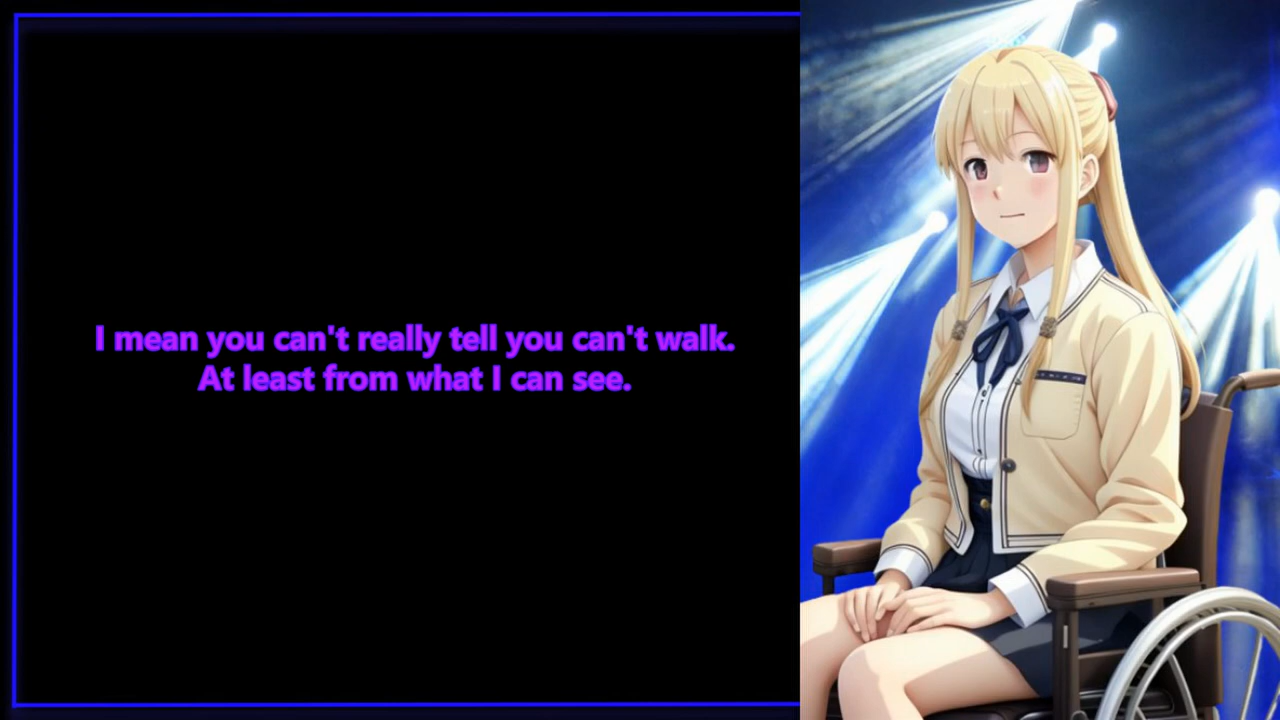 I mean you can't really tell you can't walk.
At least from what I can see.